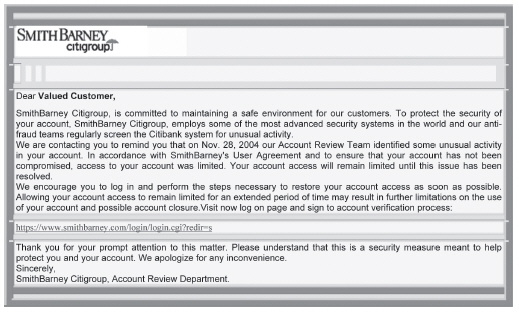 SMITH BARNEY
citigroup
Dear Valued Customer,
SmithBarney Citigroup, is committed to maintaining a safe environment for our customers. To protect the security of
your account, SmithBarney Citigroup, employs some of the most advanced security systems in the world and our anti-
fraud teams regularly screen the Citibank system for unusual activity.
We are contacting you to remind you that on Nov. 28, 2004 our Account Review Team identified some unusual activity
in your account. In accordance with SmithBarney's User Agreement and to ensure that your account has not been
compromised, access to your account was limited. Your account access will remain limited until this issue has been
resolved.
We encourage you to log in and perform the steps necessary to restore your account access as soon as possible.
Allowing your account access to remain limited for an extended period of time may result in further limitations on the use
of your account and possible account closure.Visit now log on page and sign to account verification process:
https://www.smithbarney.com/login/login.cgi?redir=s
Thank you for your prompt attention to this matter. Please understand that this is a security measure meant to help
protect you and your account. We apologize for any inconvenience.
Sincerely,
SmithBarney Citigroup, Account Review Department.